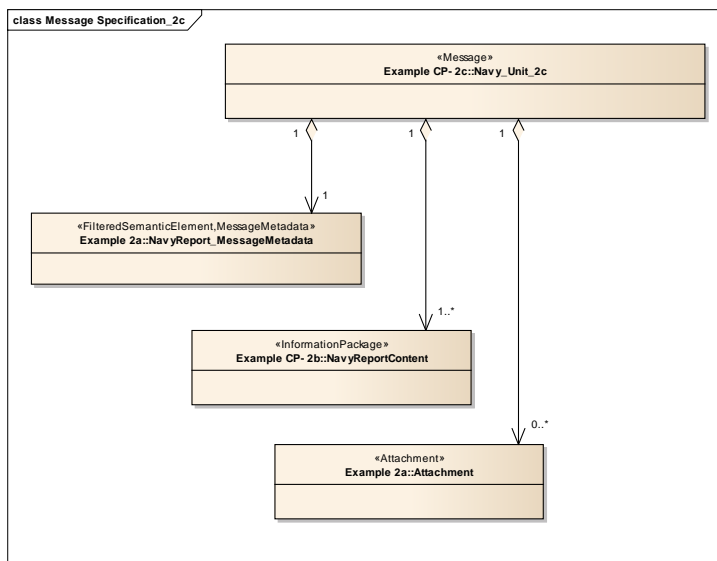 class Message Specification_2c
«Message»
Example CP- 2c::Navy_Unit_2c
1
1
1
1
«FilteredSemanticElement,MessageMetadata»
Example 2a::NavyReport_MessageMetadata
1..*
«InformationPackage»
Example CP- 2b::NavyReportContent
0..*
«Attachment»
Example 2a::Attachment